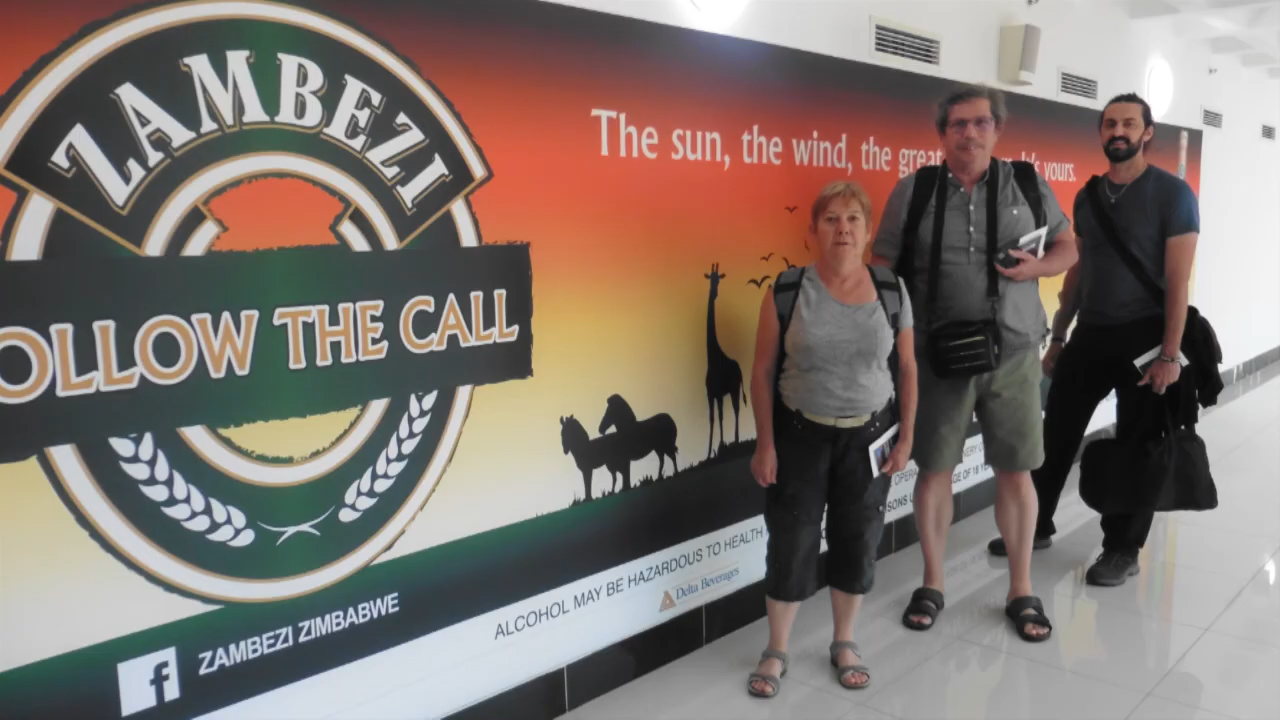 ZAMBEZI
OLLOW THE CALL
The sun, the wind, the great yours.
ALCOHOL MAY BE HAZARDOUS TO HEALTH
Delta Beverages
f ZAMBEZI ZIMBABWE